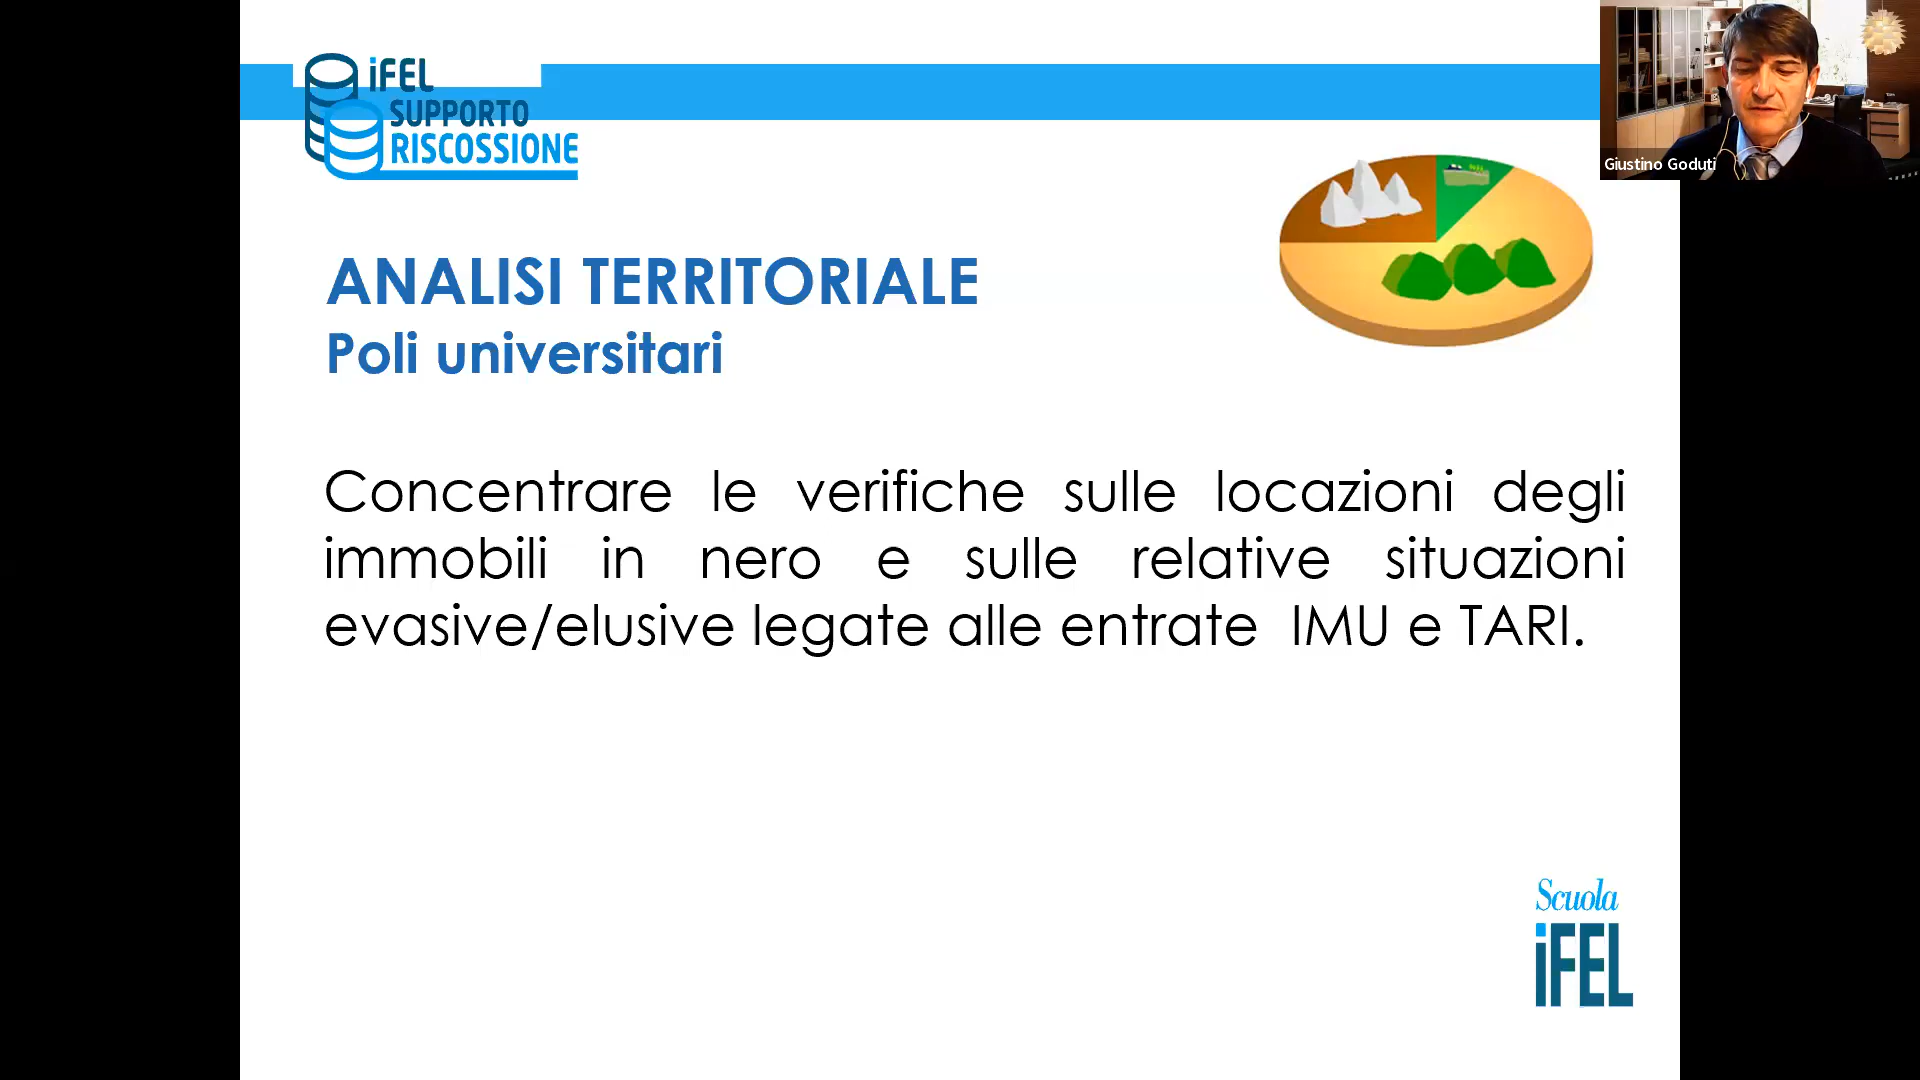 iFEL
SUPPORTO
RISCOSSIONE
Giustino Goduti
ANALISI TERRITORIALE
Poli universitari
Concentrare le verifiche sulle locazioni degli
immobili in nero e sulle relative situazioni
evasive/elusive legate alle entrate IMU e TARI.
Scuola
iFEL